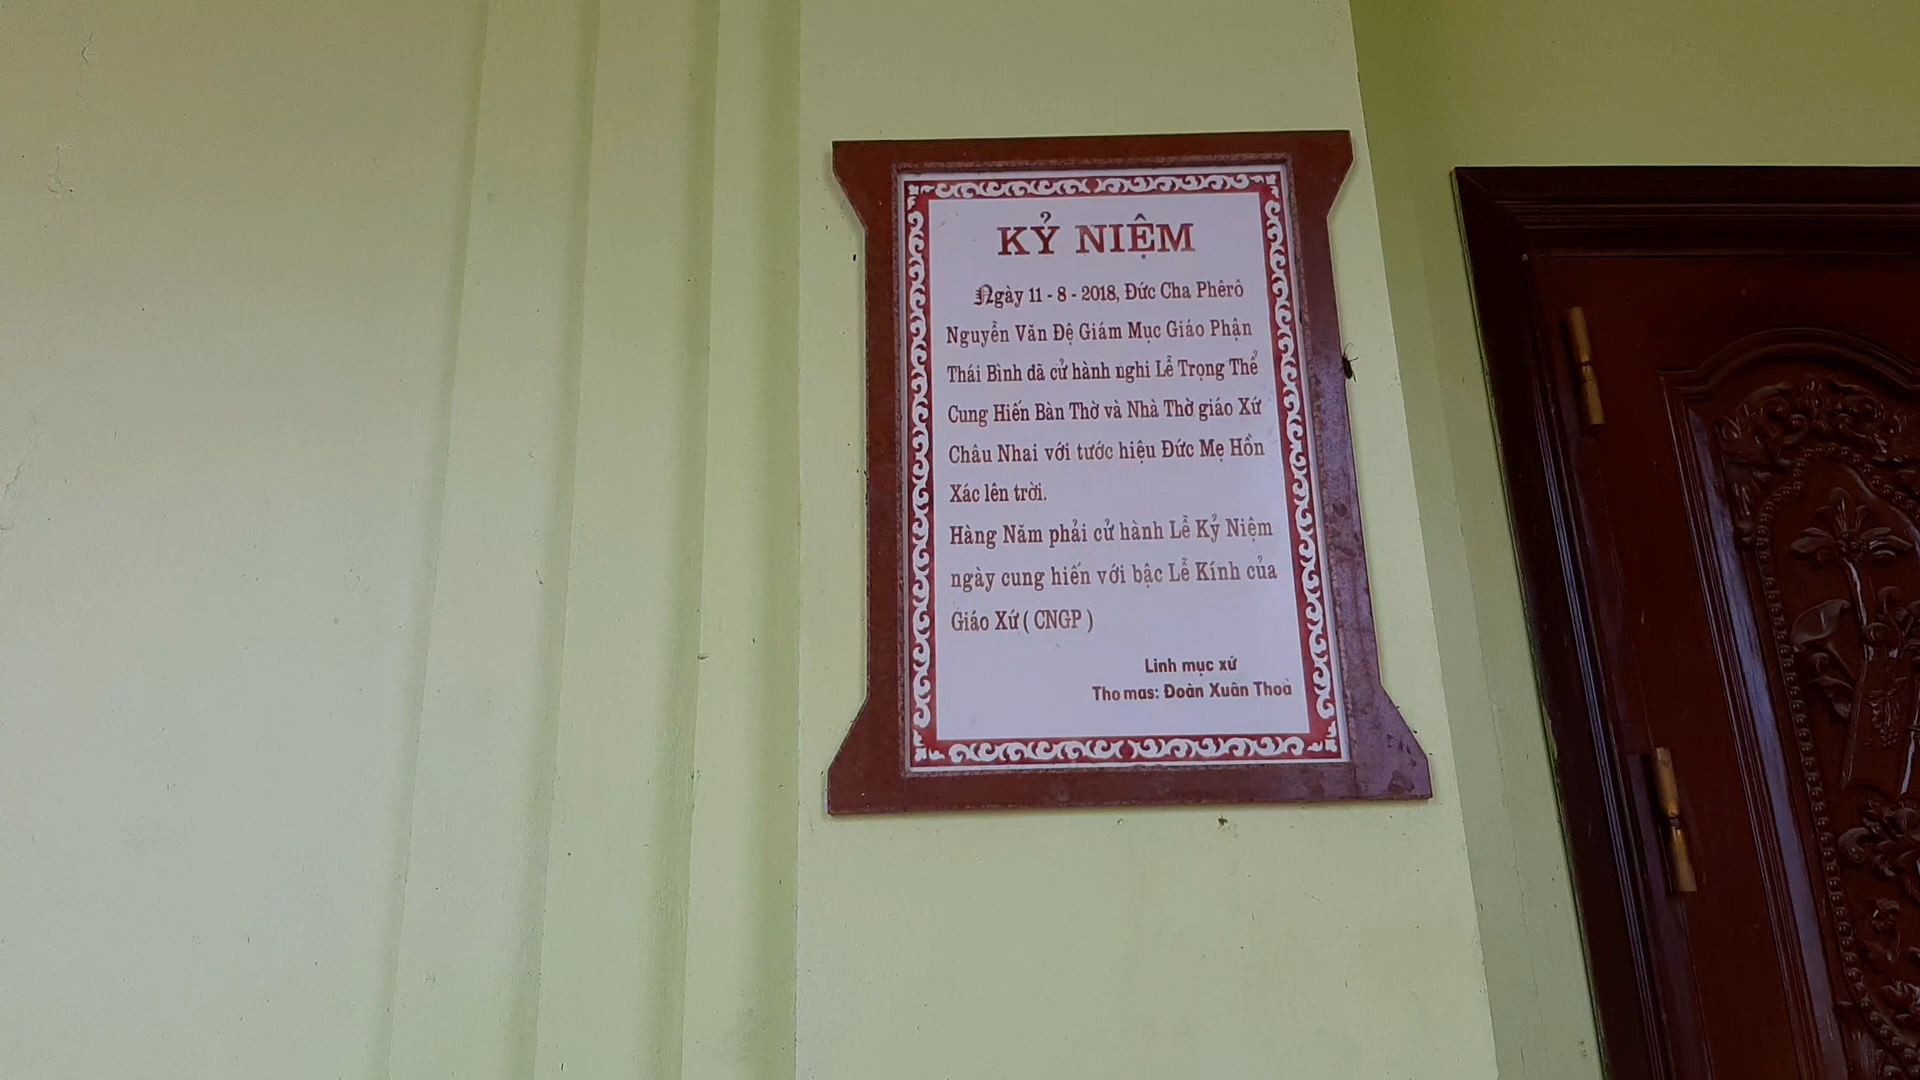 KỶ NIỆM
Ngày 11 - 8 - 2018, Đức Cha Phêrô
Nguyễn Văn Đệ Giám Mục Giáo Phận
Thái Bình đã cử hành nghi Lễ Trọng Thể
Cung Hiến Bàn Thờ và Nhà Thờ giáo Xứ
Châu Nhai với tước hiệu Đức Mẹ Hồn
Xác lên trời.
Hàng Năm phải cử hành Lễ Kỷ Niệm
ngày cung hiến với bậc Lễ Kính của
Giáo Xứ ( CNGP )
Linh mục xứ
Thomas: Đoàn Xuân Thoả